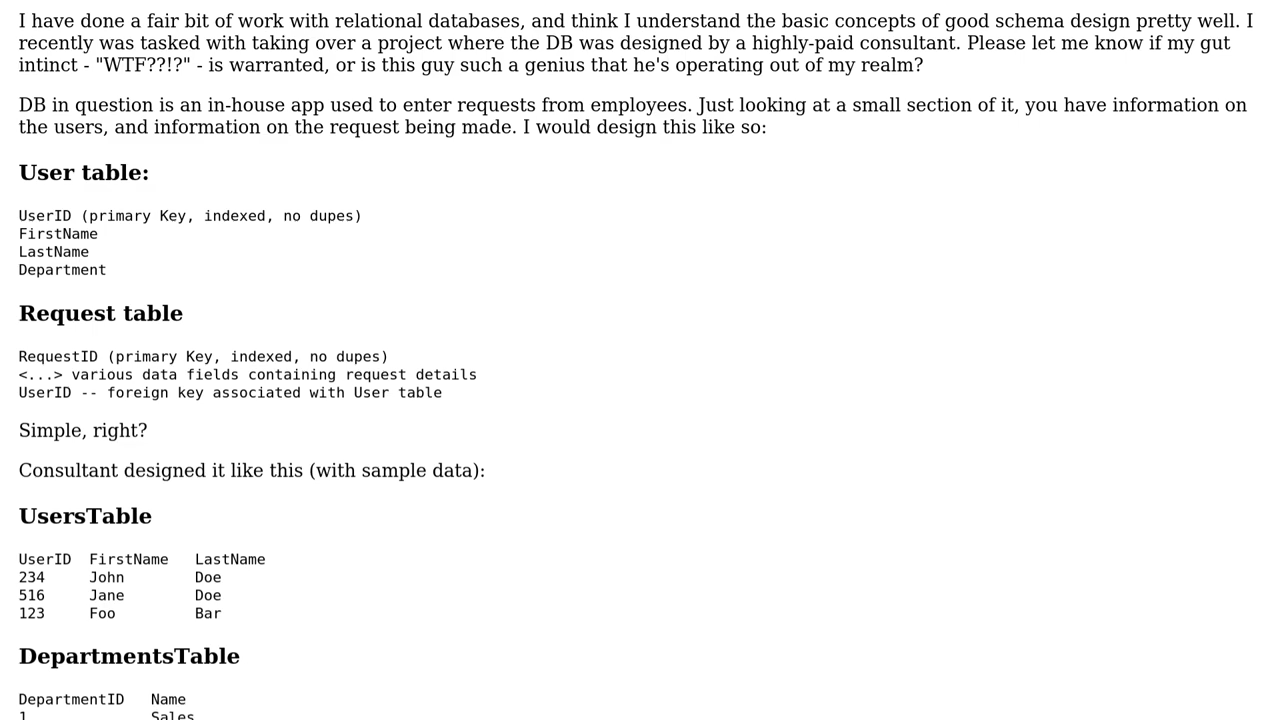 I have done a fair bit of work with relational databases, and think I understand the basic concepts of good schema design pretty well. I
recently was tasked with taking over a project where the DB was designed by a highly-paid consultant. Please let me know if my gut
intinct - "WTF??!?" - is warranted, or is this guy such a genius that he's operating out of my realm?
DB in question is an in-house app used to enter requests from employees. Just looking at a small section of it, you have information on
the users, and information on the request being made. I would design this like so:
User table:
UserID (primary Key, indexed, no dupes)
FirstName
LastName
Department
Request table
RequestID (primary Key, indexed, no dupes)
<...> various data fields containing request details
UserID -- foreign key associated with User table
Simple, right?
Consultant designed it like this (with sample data):
UsersTable
UserID  FirstName   LastName
234     John        Doe
516     Jane        Doe
123     Foo         Bar
DepartmentsTable
DepartmentID   Name
1              Sales